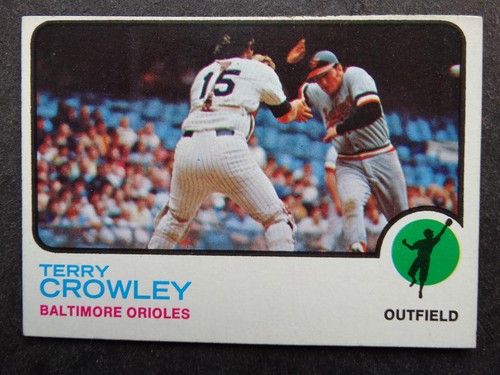 15
TERRY
CROWLEY
BALTIMORE ORIOLES
OUTFIELD